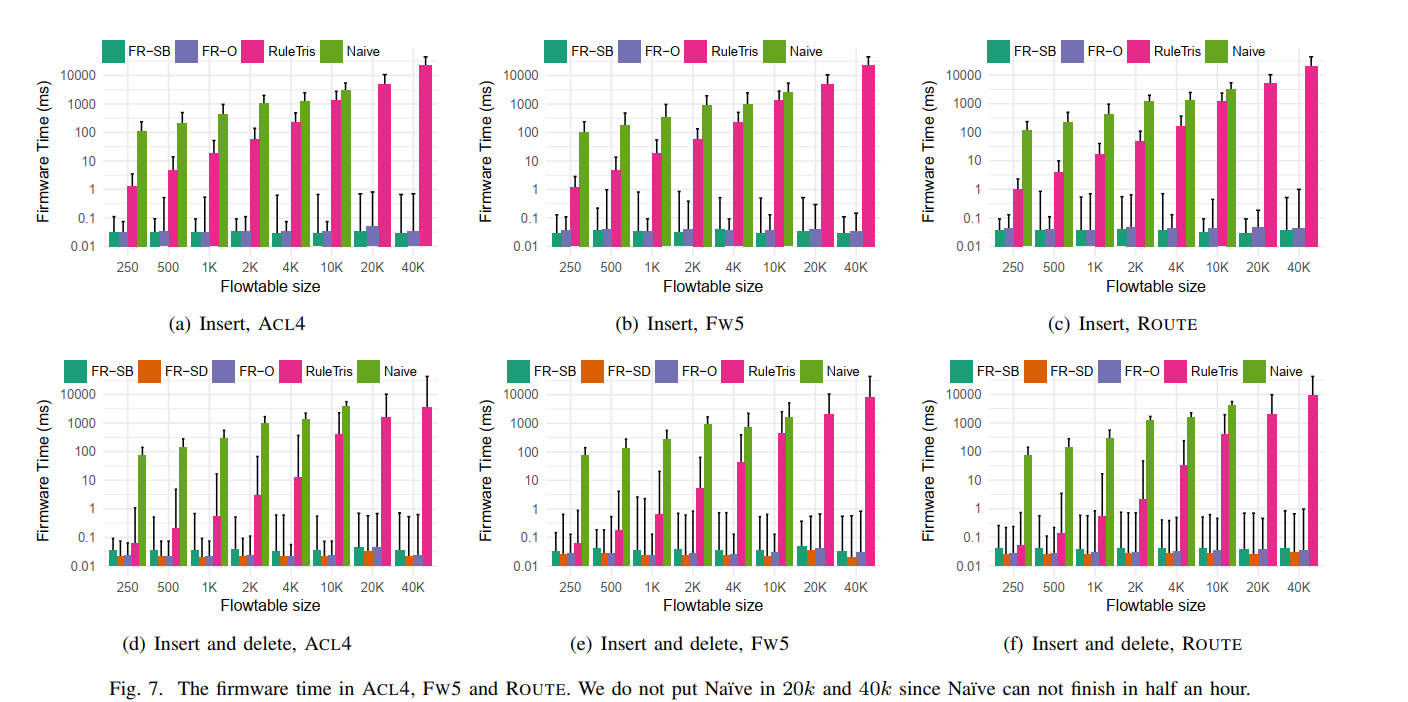 FR−SB FR−O RuleTris Naive
Firmware Time (ms)
10000
1000
100
10
1
0.1
0.01
250 500 1K 2K 4K 10K 20K 40K
Flowtable size
(a) Insert, ACL4
FR−SB FR−O RuleTris Naive
Firmware Time (ms)
10000
1000
100
10
1
0.1
0.01
250 500 1K 2K 4K 10K 20K 40K
Flowtable size
(b) Insert, FW5
FR−SB FR−O RuleTris Naive
Firmware Time (ms)
10000
1000
100
10
1
0.1
0.01
250 500 1K 2K 4K 10K 20K 40K
Flowtable size
(c) Insert, ROUTE
FR−SB FR−SD FR−O RuleTris Naive
Firmware Time (ms)
10000
1000
100
10
1
0.1
0.01
250 500 1K 2K 4K 10K 20K 40K
Flowtable size
(d) Insert and delete, ACL4
FR−SB FR−SD FR−O RuleTris Naive
Firmware Time (ms)
10000
1000
100
10
1
0.1
0.01
250 500 1K 2K 4K 10K 20K 40K
Flowtable size
(e) Insert and delete, FW5
FR−SB FR−SD FR−O RuleTris Naive
Firmware Time (ms)
10000
1000
100
10
1
0.1
0.01
250 500 1K 2K 4K 10K 20K 40K
Flowtable size
(f) Insert and delete, ROUTE
Fig. 7. The firmware time in ACL4, FW5 and ROUTE. We do not put Naïve in 20k and 40k since Naïve can not finish in half an hour.